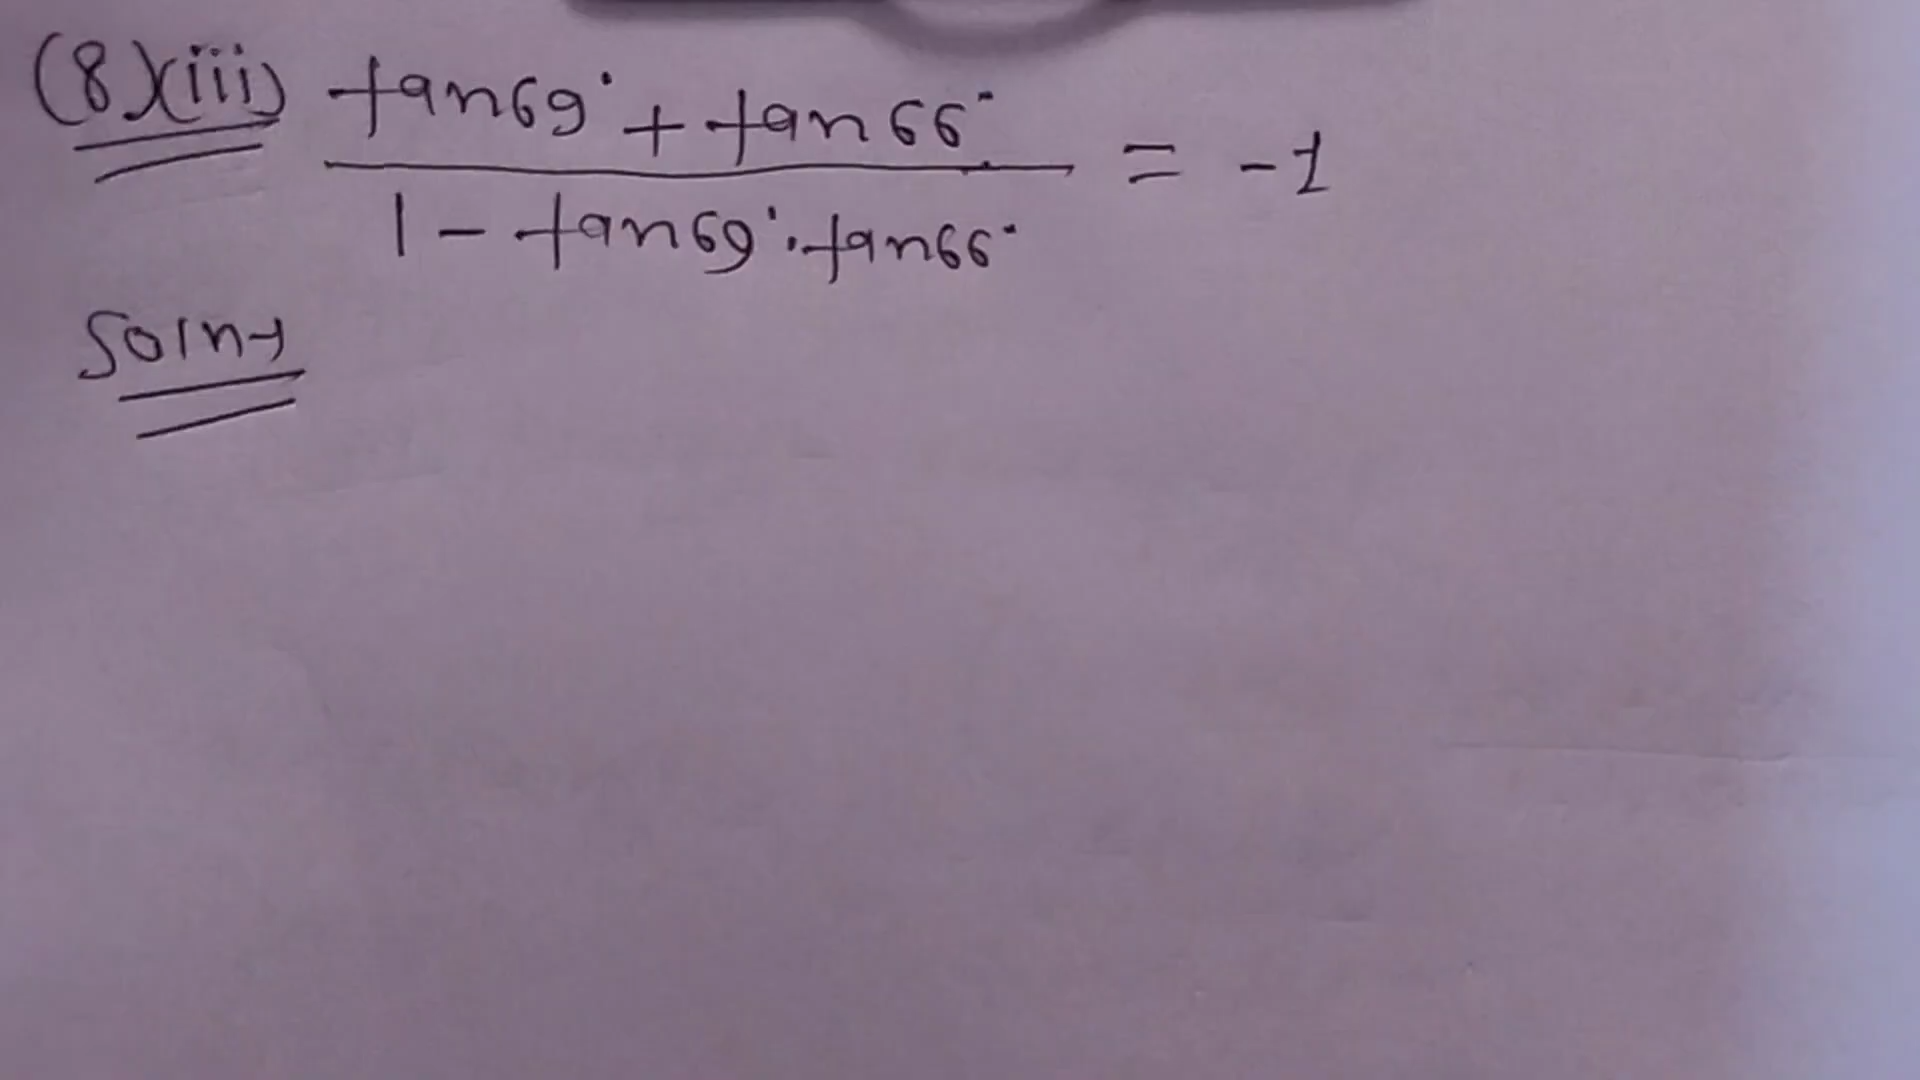 (8)(iii) tan69° + tan66° = -1
1 - tan69°.tan66°
Soln→